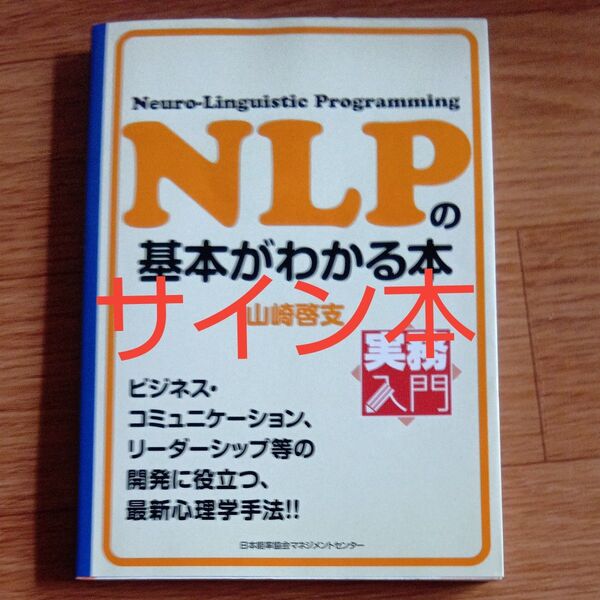 Neuro-Linguistic Programming
NLPの
基本がわかる本
サイン本
山崎啓支
実務
入門
ビジネス・
コミュニケーション、
リーダーシップ等の
開発に役立つ、
最新心理学手法!!
日本能率協会マネジメントセンター